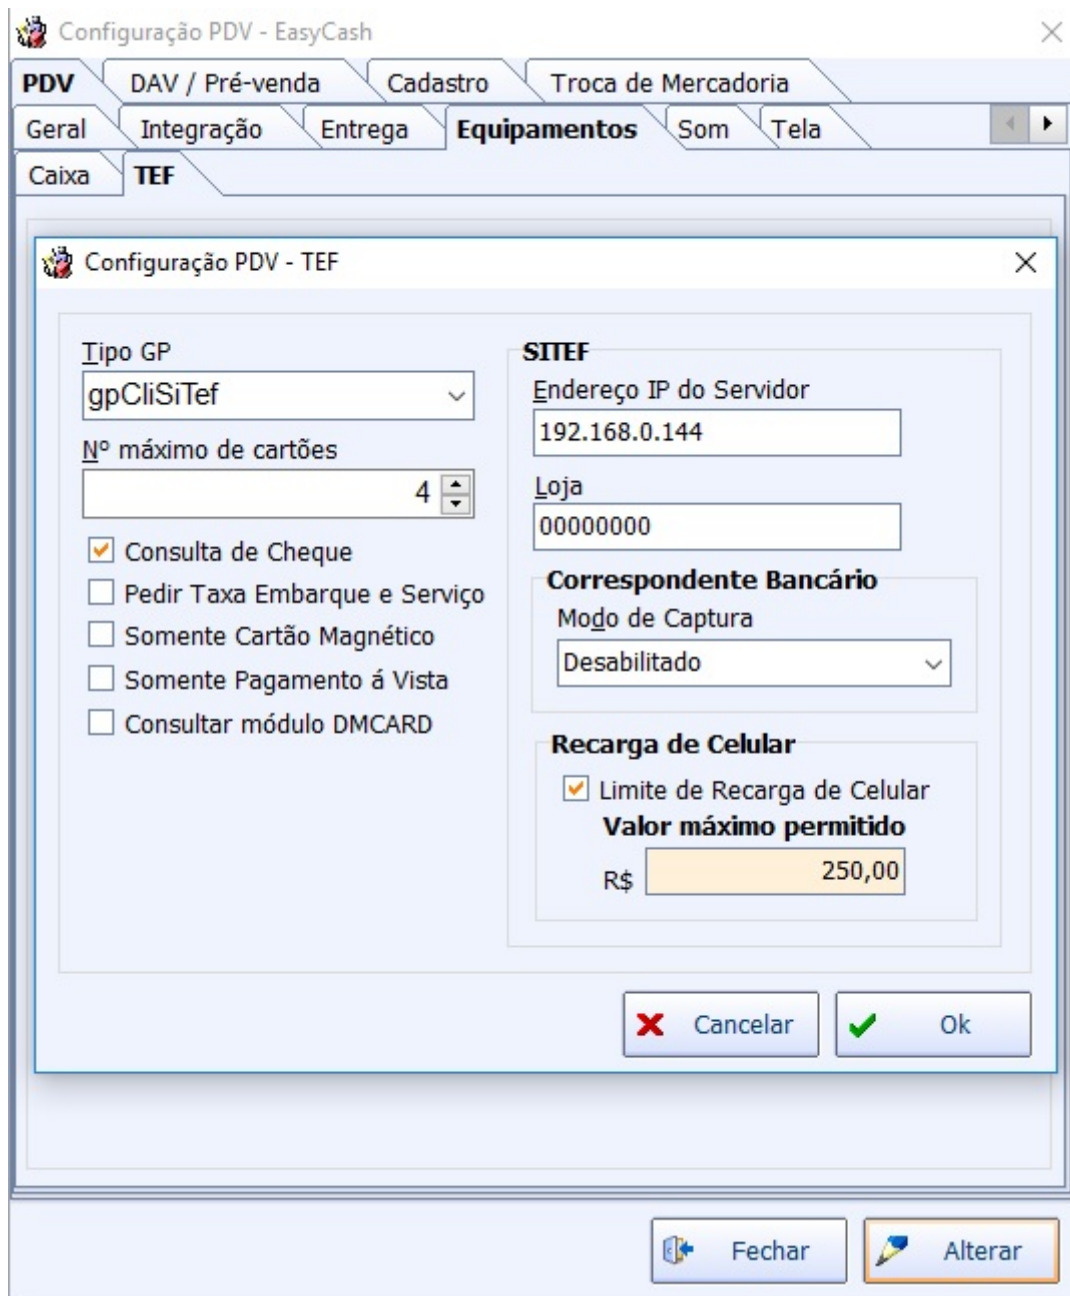 Configuração PDV - EasyCash
PDV DAV / Pré-venda Cadastro Troca de Mercadoria
Geral Integração Entrega Equipamentos Som Tela
Caixa TEF
Configuração PDV - TEF
Tipo GP
gpCliSiTef
Nº máximo de cartões
4
Consulta de Cheque
Pedir Taxa Embarque e Serviço
Somente Cartão Magnético
Somente Pagamento á Vista
Consultar módulo DMCARD
SITEF
Endereço IP do Servidor
192.168.0.144
Loja
00000000
Correspondente Bancário
Modo de Captura
Desabilitado
Recarga de Celular
Limite de Recarga de Celular
Valor máximo permitido
R$ 250,00
Cancelar Ok
Fechar Alterar